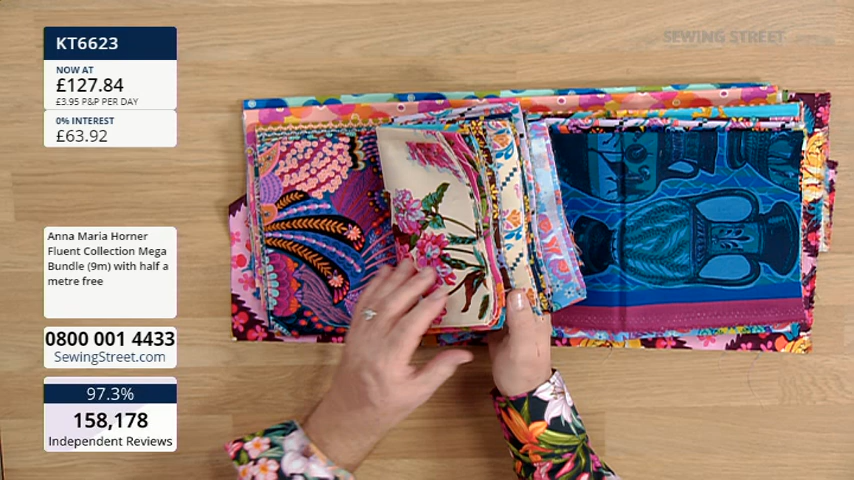 KT6623
NOW AT
£127.84
£3.95 P&P PER DAY
0% INTEREST
£63.92
Anna Maria Horner
Fluent Collection Mega
Bundle (9m) with half a
metre free
0800 001 4433
SewingStreet.com
97.3%
158,178
Independent Reviews
SEWING STREET